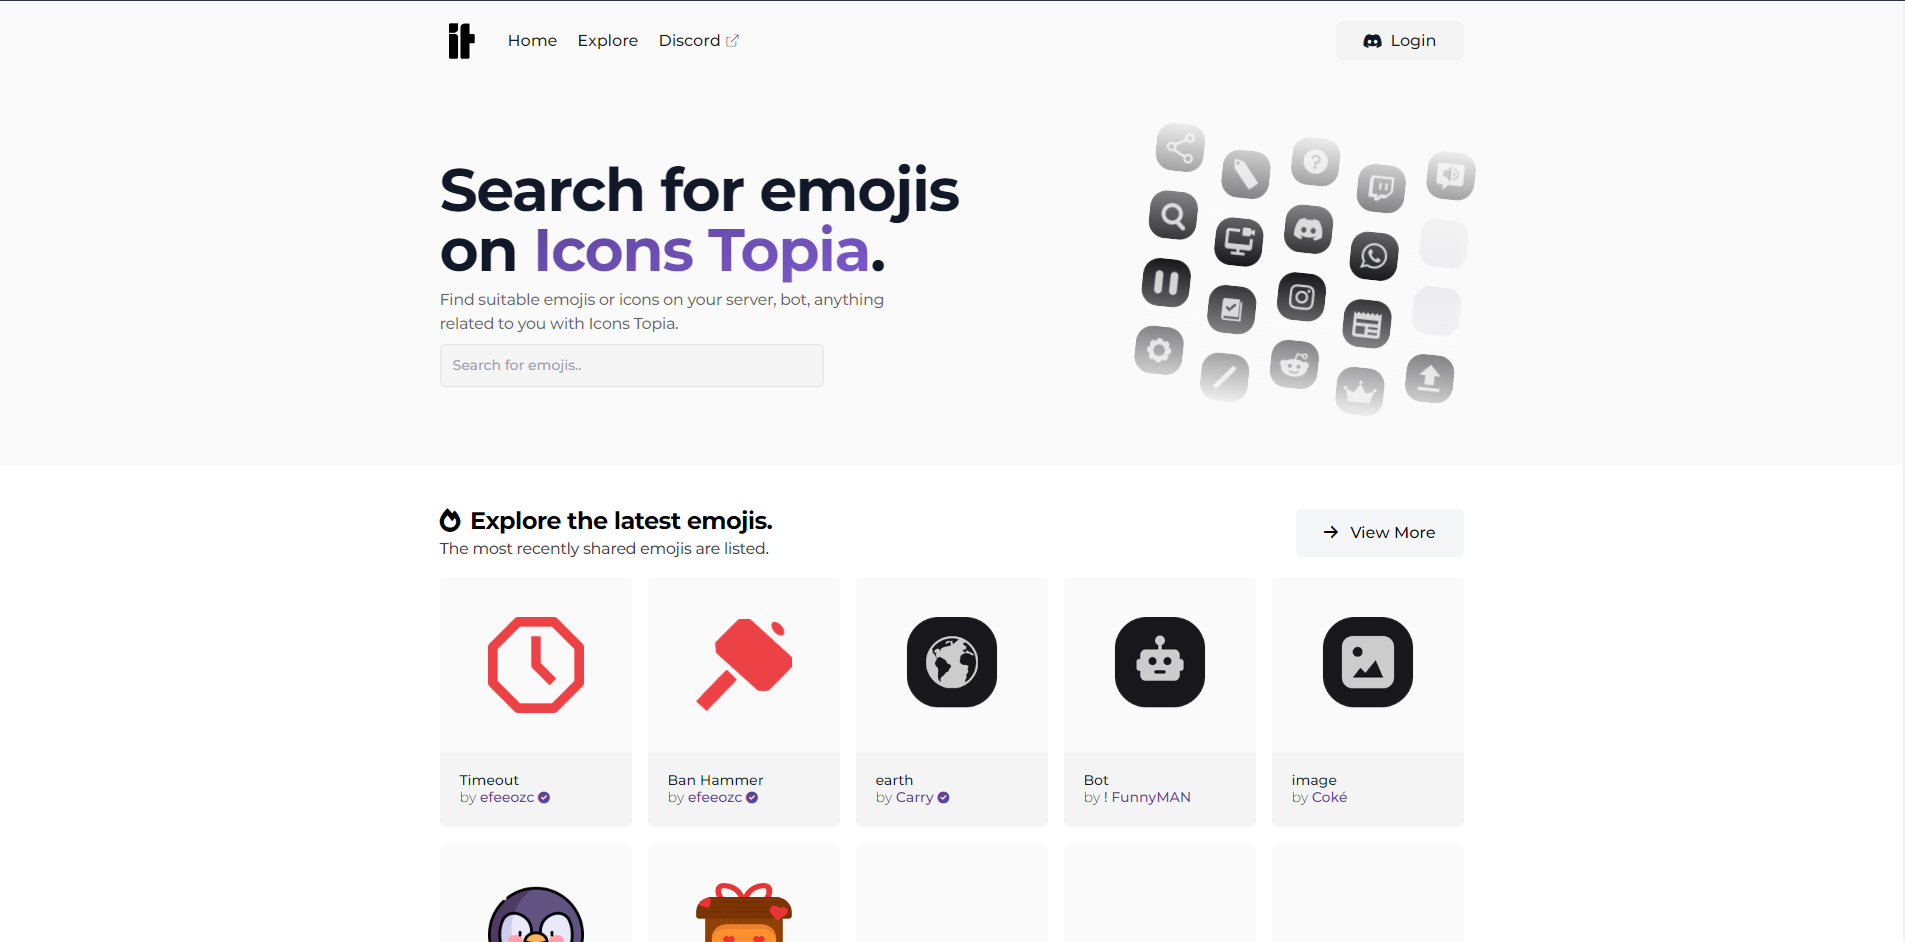 it
Home
Explore
Discord
Login
Search for emojis
on Icons Topia.
Find suitable emojis or icons on your server, bot, anything
related to you with Icons Topia.
Search for emojis..
Explore the latest emojis.
The most recently shared emojis are listed.
View More
Timeout
by efeeozc
Ban Hammer
by efeeozc
earth
by Carry
Bot
by ! FunnyMAN
image
by Coké